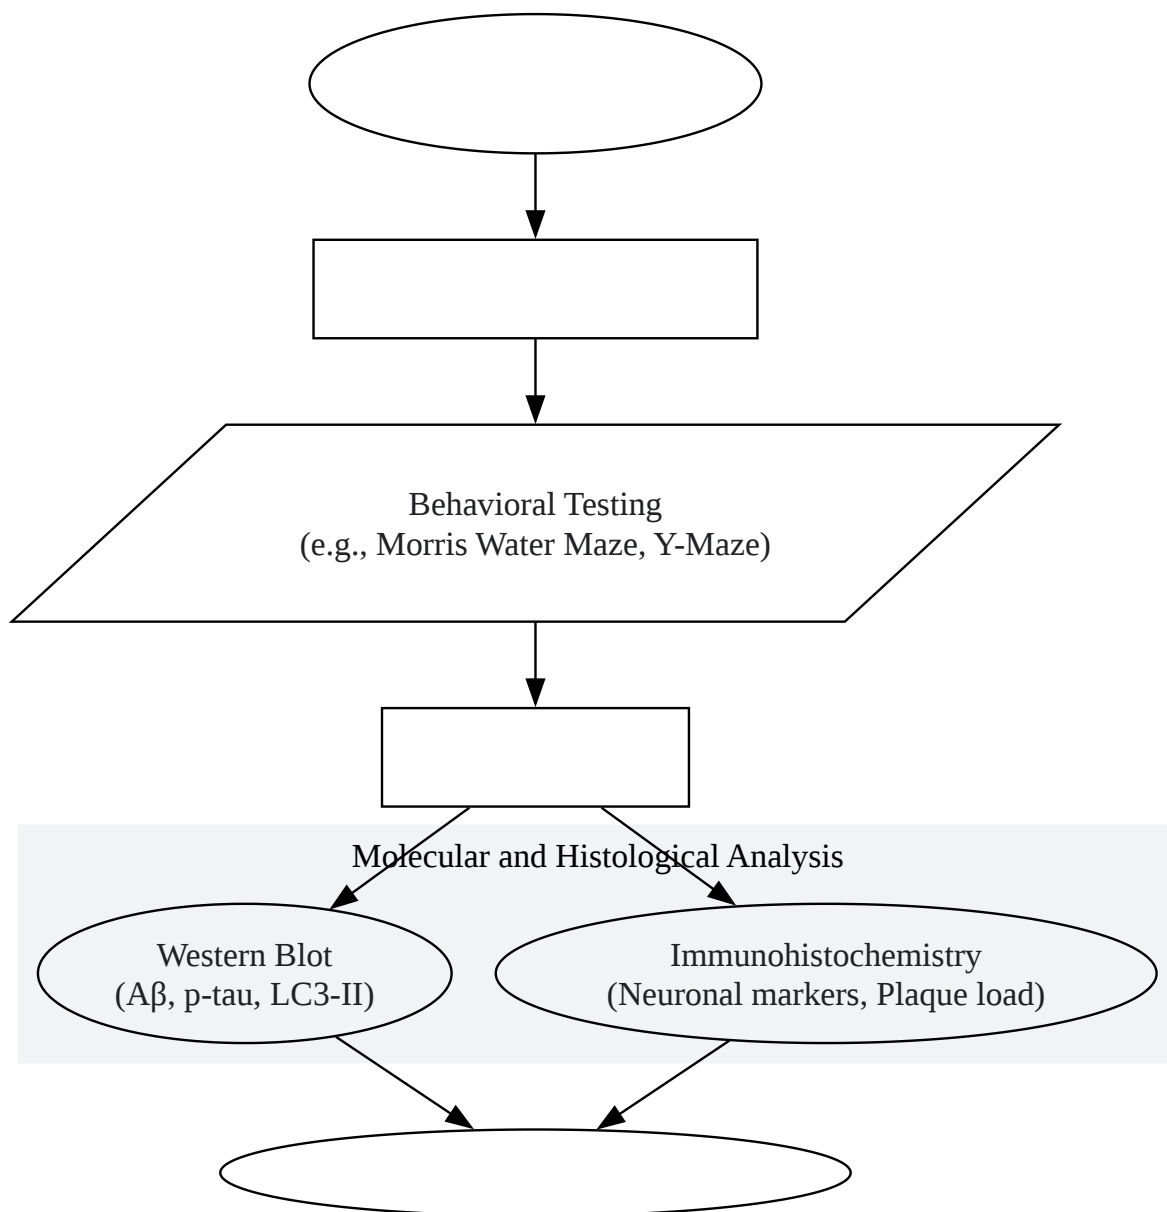 Behavioral Testing
(e.g., Morris Water Maze, Y-Maze)
Molecular and Histological Analysis
Western Blot
(Aβ, p-tau, LC3-II)
Immunohistochemistry
(Neuronal markers, Plaque load)